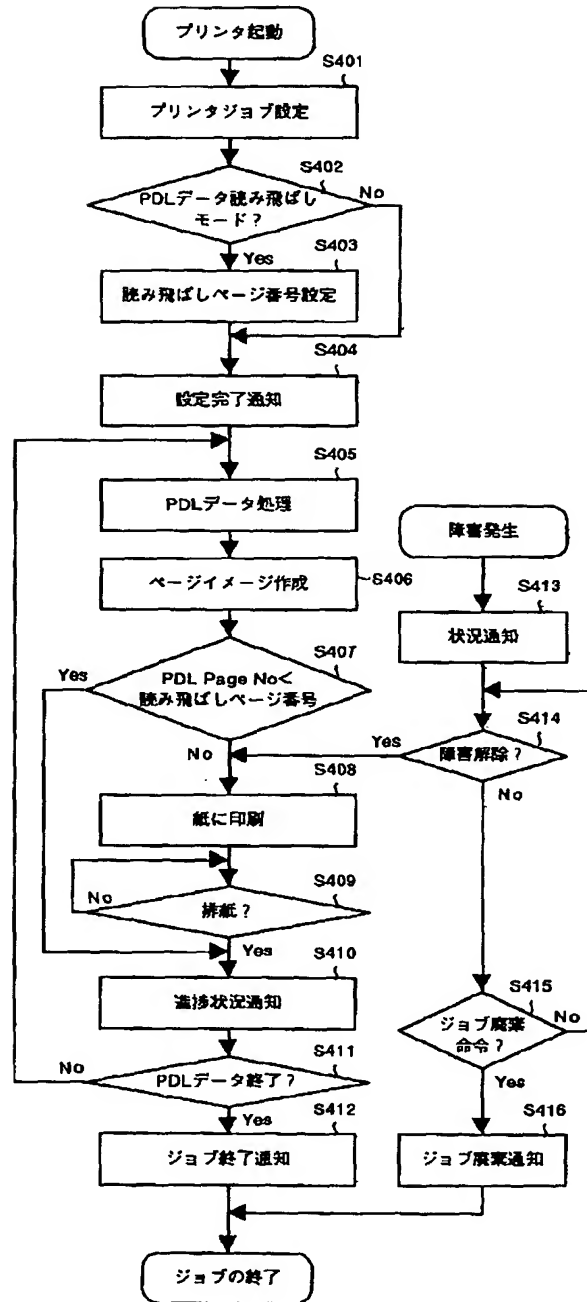 プリンタ起動
S401
プリンタジョブ設定
S402
PDLデータ読み飛ばし
モード？
No
Yes
S403
読み飛ばしページ番号設定
S404
設定完了通知
S405
PDLデータ処理
ページイメージ作成
S406
S407
PDL Page No<
読み飛ばしページ番号
Yes
No
S408
紙に印刷
S409
排紙？
No
Yes
S410
進捗状況通知
S411
PDLデータ終了？
No
Yes
S412
ジョブ終了通知
ジョブの終了
障害発生
S413
状況通知
S414
障害解除？
Yes
No
S415
ジョブ廃棄
命令？
No
Yes
S416
ジョブ廃棄通知